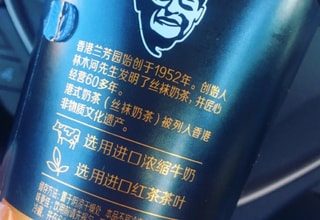 香港兰芳园始创于1952年。创始人
林木河先生发明了丝袜奶茶，并匠心
经营60多年。
港式奶茶（丝袜奶茶）被列入香港
非物质文化遗产。
选用进口浓缩牛奶
选用进口红茶茶叶